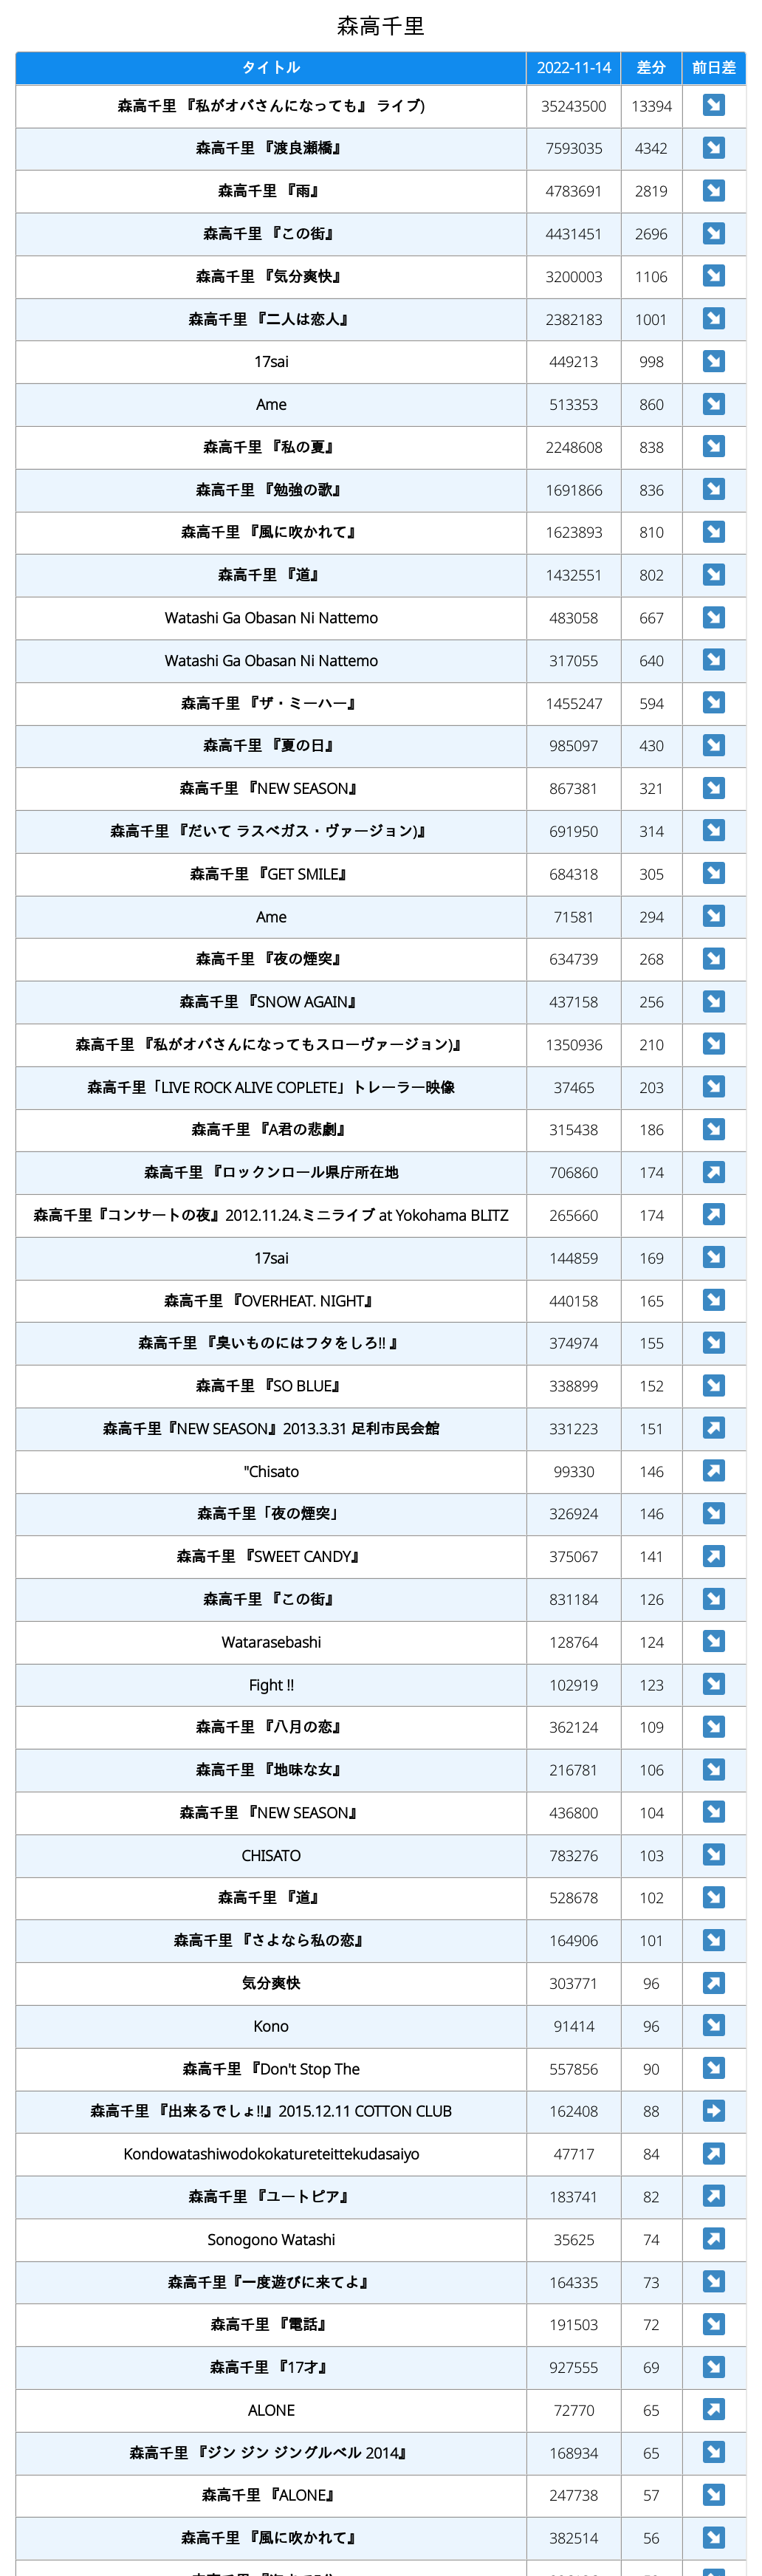 森高千里
タイトル 2022-11-14 差分 前日差
森高千里 『私がオバさんになっても』 ライブ) 35243500 13394
森高千里 『渡良瀬橋』 7593035 4342
森高千里 『雨』 4783691 2819
森高千里 『この街』 4431451 2696
森高千里 『気分爽快』 3200003 1106
森高千里 『二人は恋人』 2382183 1001
17sai 449213 998
Ame 513353 860
森高千里 『私の夏』 2248608 838
森高千里 『勉強の歌』 1691866 836
森高千里 『風に吹かれて』 1623893 810
森高千里 『道』 1432551 802
Watashi Ga Obasan Ni Nattemo 483058 667
Watashi Ga Obasan Ni Nattemo 317055 640
森高千里 『ザ・ミーハー』 1455247 594
森高千里 『夏の日』 985097 430
森高千里 『NEW SEASON』 867381 321
森高千里 『だいて ラスベガス・ヴァージョン)』 691950 314
森高千里 『GET SMILE』 684318 305
Ame 71581 294
森高千里 『夜の煙突』 634739 268
森高千里 『SNOW AGAIN』 437158 256
森高千里 『私がオバさんになってもスローヴァージョン)』 1350936 210
森高千里「LIVE ROCK ALIVE COPLETE」トレーラー映像 37465 203
森高千里 『A君の悲劇』 315438 186
森高千里 『ロックンロール県庁所在地 706860 174
森高千里『コンサートの夜』2012.11.24.ミニライブ at Yokohama BLITZ 265660 174
17sai 144859 169
森高千里 『OVERHEAT. NIGHT』 440158 165
森高千里 『臭いものにはフタをしろ!! 』 374974 155
森高千里 『SO BLUE』 338899 152
森高千里『NEW SEASON』2013.3.31 足利市民会館 331223 151
"Chisato 99330 146
森高千里「夜の煙突」 326924 146
森高千里 『SWEET CANDY』 375067 141
森高千里 『この街』 831184 126
Watarasebashi 128764 124
Fight !! 102919 123
森高千里 『八月の恋』 362124 109
森高千里 『地味な女』 216781 106
森高千里 『NEW SEASON』 436800 104
CHISATO 783276 103
森高千里 『道』 528678 102
森高千里 『さよなら私の恋』 164906 101
気分爽快 303771 96
Kono 91414 96
森高千里 『Don't Stop The 557856 90
森高千里 『出来るでしょ!!』2015.12.11 COTTON CLUB 162408 88
Kondowatashiwodokokatureteittekudasaiyo 47717 84
森高千里 『ユートピア』 183741 82
Sonogono Watashi 35625 74
森高千里『一度遊びに来てよ』 164335 73
森高千里 『電話』 191503 72
森高千里 『17才』 927555 69
ALONE 72770 65
森高千里 『ジン ジン ジングルベル 2014』 168934 65
森高千里 『ALONE』 247738 57
森高千里 『風に吹かれて』 382514 56